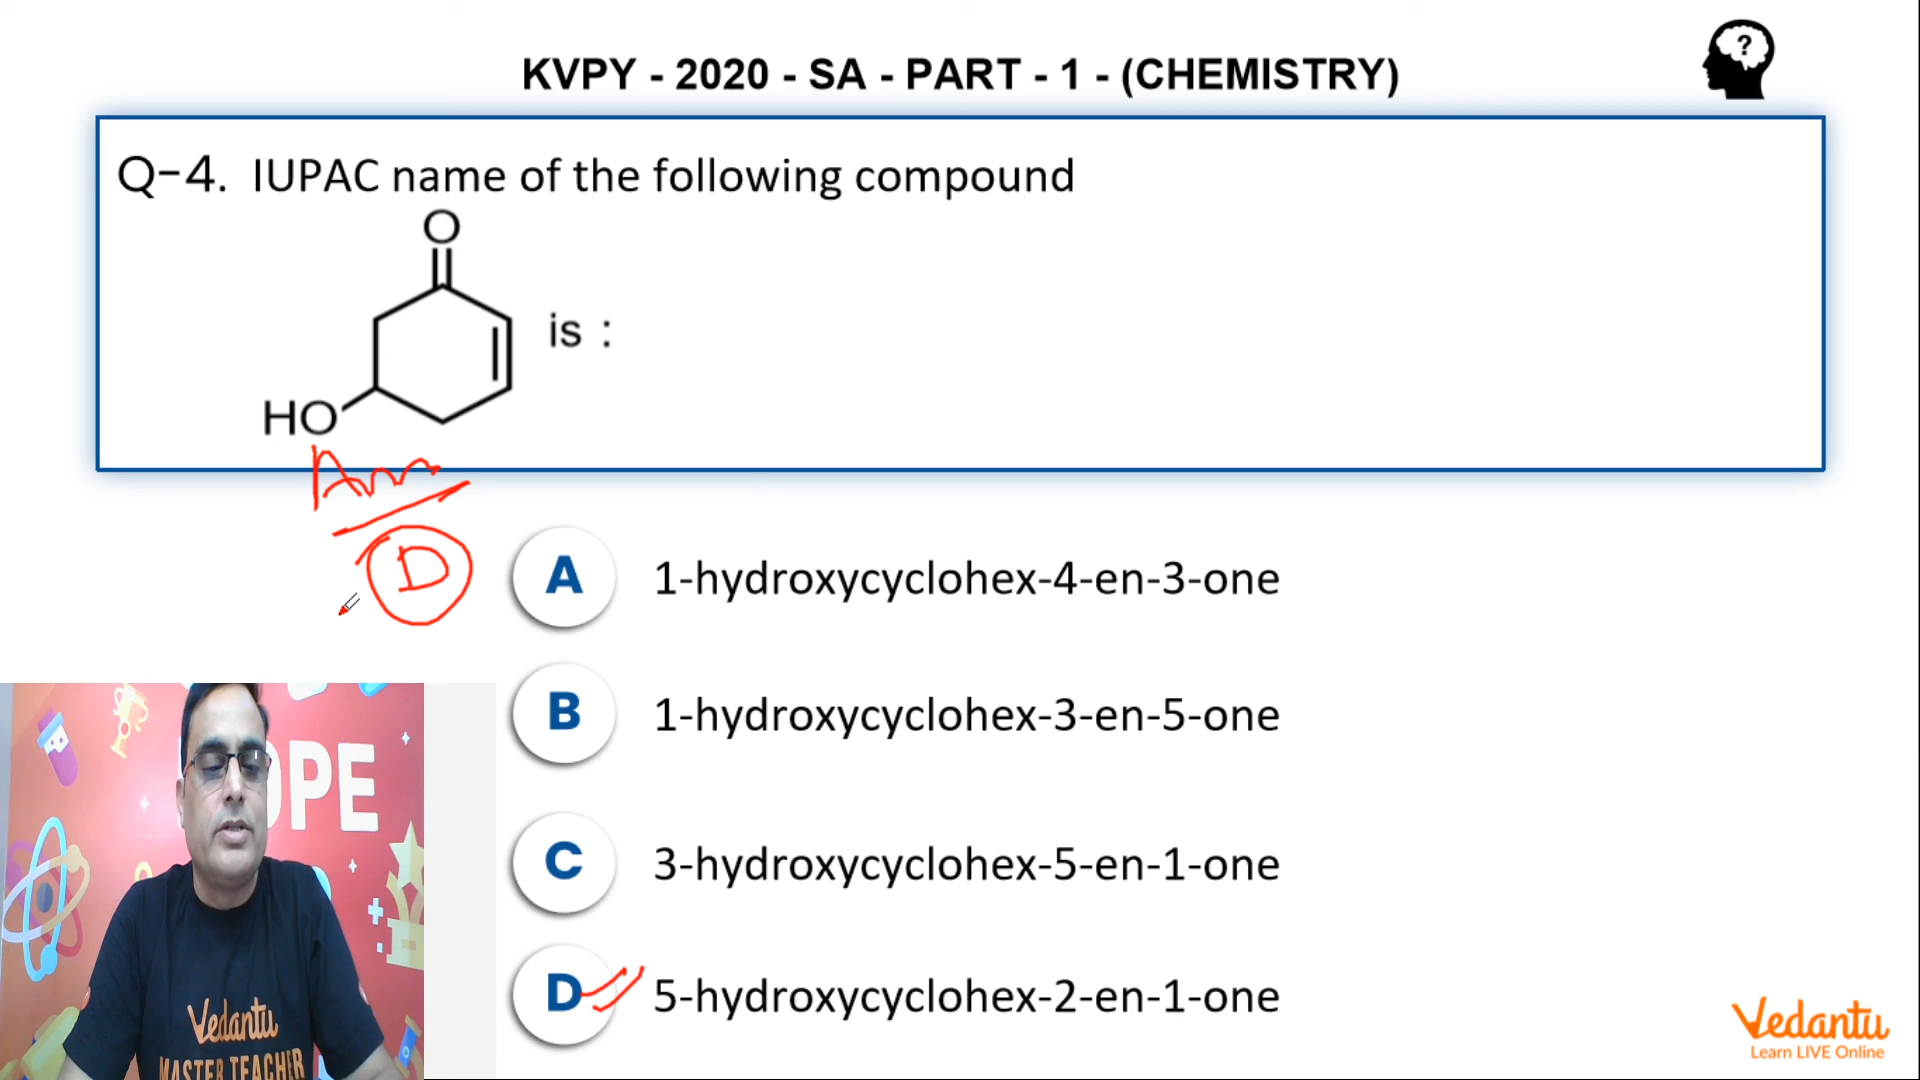 KVPY - 2020 - SA - PART - 1 - (CHEMISTRY)
?
Q-4. IUPAC name of the following compound
O
is :
HO
Ans
D
A 1-hydroxycyclohex-4-en-3-one
B 1-hydroxycyclohex-3-en-5-one
C 3-hydroxycyclohex-5-en-1-one
D 5-hydroxycyclohex-2-en-1-one
OPE
Vedantu
MASTER TEACHER
Vedantu
Learn LIVE Online